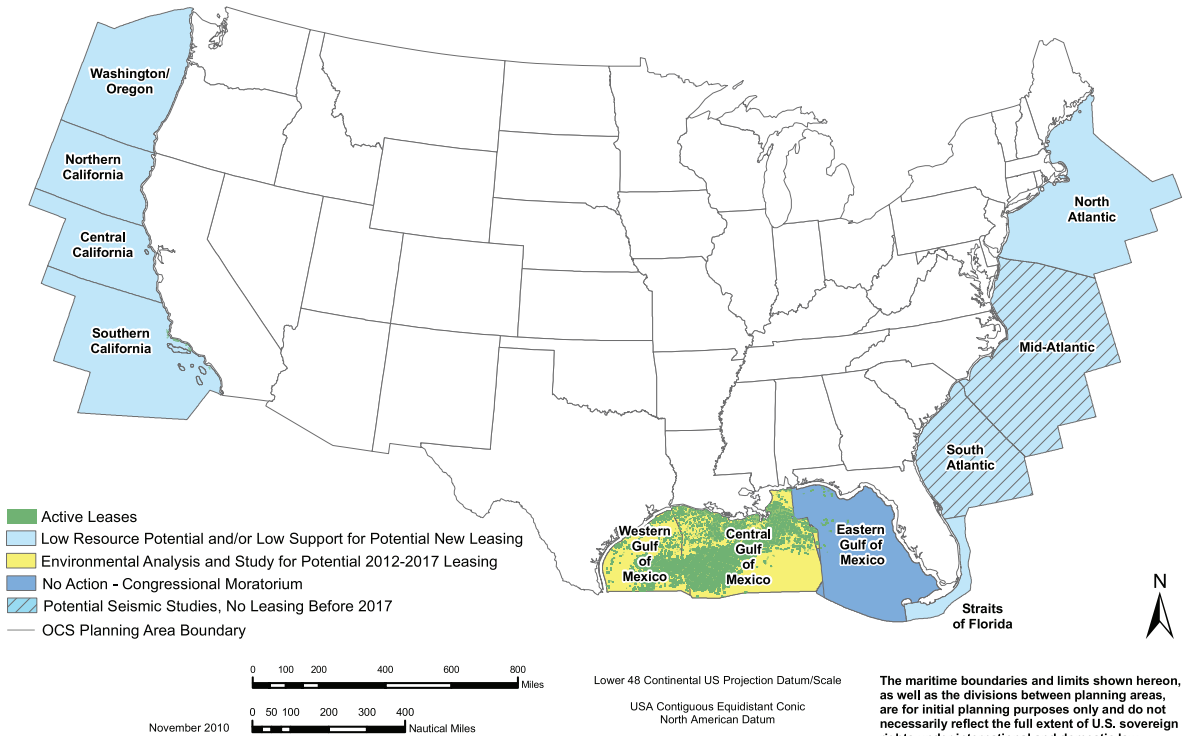 Washington/
Oregon
Northern
California
Central
California
Southern
California
North
Atlantic
Mid-Atlantic
South
Atlantic
Western
Gulf
of
Mexico
Central
Gulf
of
Mexico
Eastern
Gulf of
Mexico
Straits
of Florida
N
Active Leases
Low Resource Potential and/or Low Support for Potential New Leasing
Environmental Analysis and Study for Potential 2012-2017 Leasing
No Action - Congressional Moratorium
Potential Seismic Studies, No Leasing Before 2017
OCS Planning Area Boundary
0 100 200 400 600 800
Miles
0 50 100 200 300 400
Nautical Miles
November 2010
Lower 48 Continental US Projection Datum/Scale
USA Contiguous Equidistant Conic
North American Datum
The maritime boundaries and limits shown hereon,
as well as the divisions between planning areas,
are for initial planning purposes only and do not
necessarily reflect the full extent of U.S. sovereign